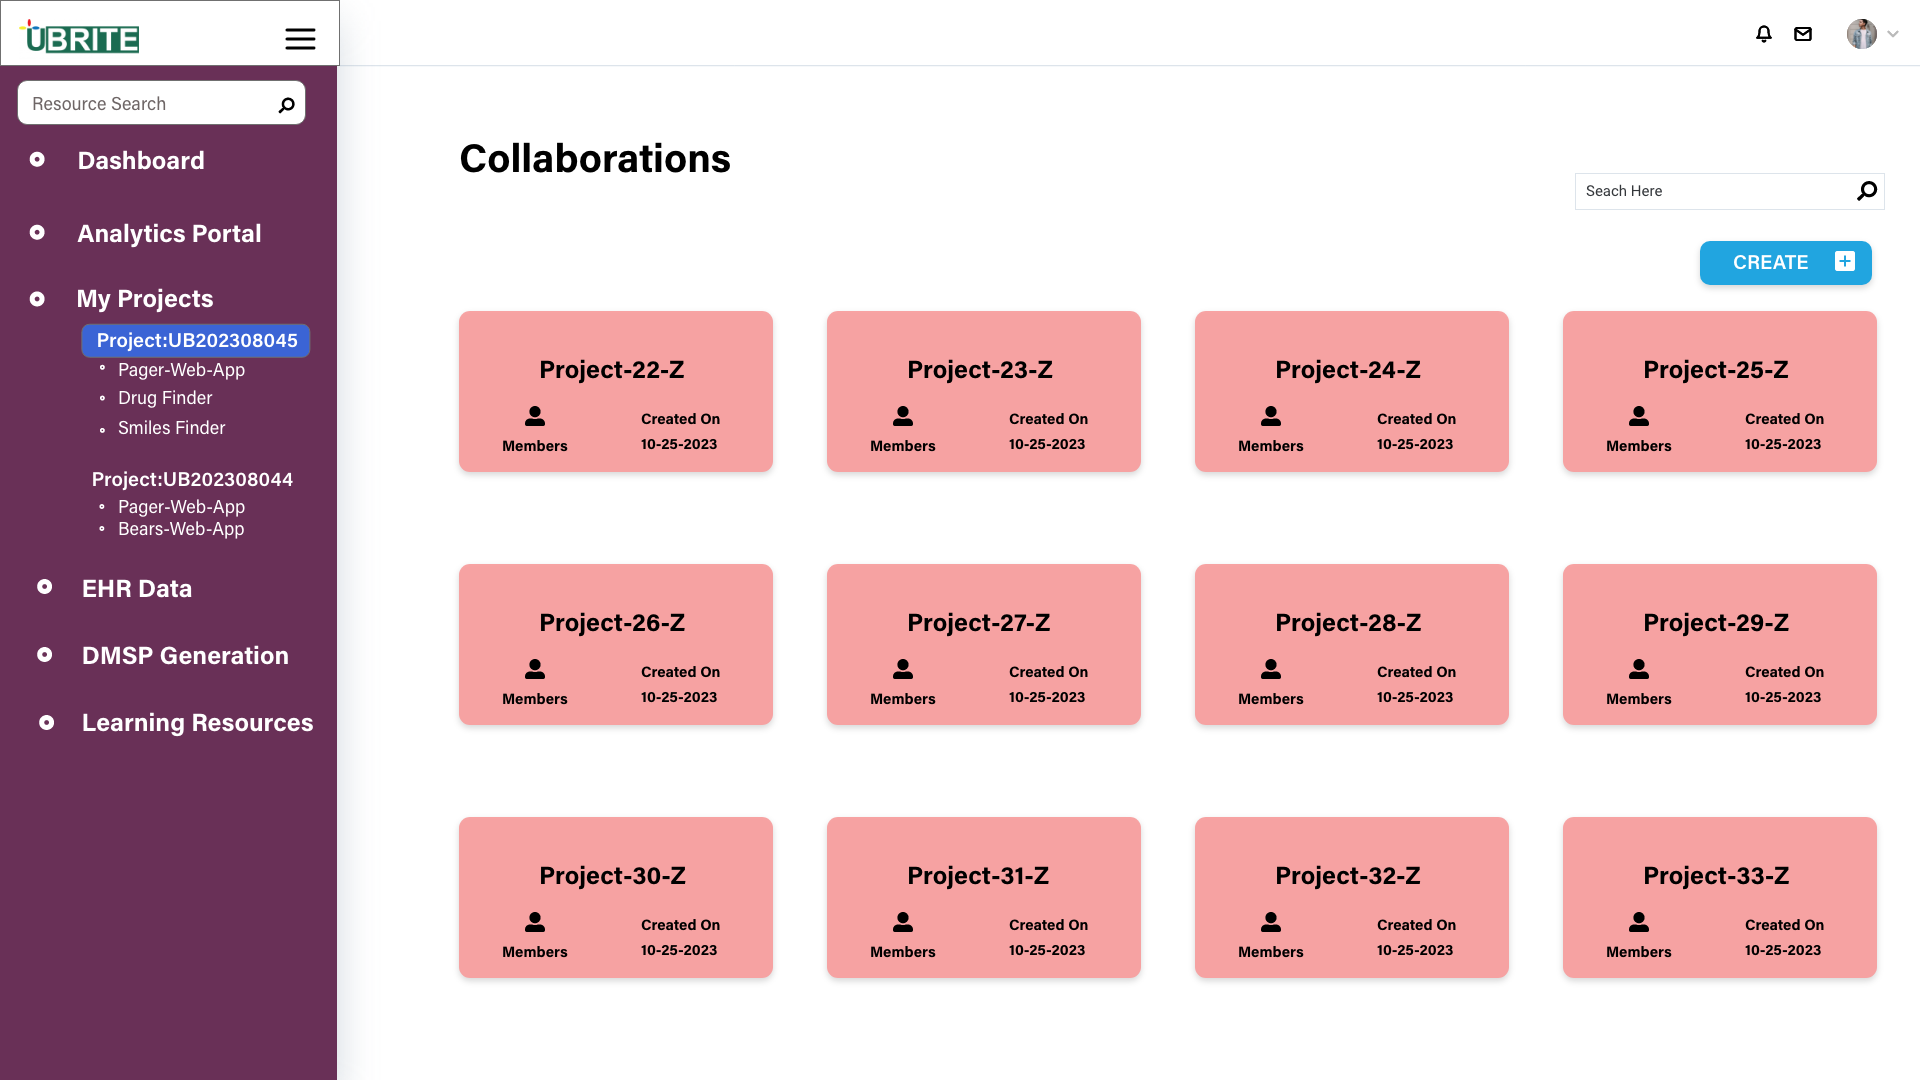 UBRITE
Resource Search
Dashboard
Analytics Portal
My Projects
Project:UB202308045
Pager-Web-App
Drug Finder
Smiles Finder
Project:UB202308044
Pager-Web-App
Bears-Web-App
EHR Data
DMSP Generation
Learning Resources
Collaborations
Seach Here
CREATE
Project-22-Z
Members
Created On
10-25-2023
Project-23-Z
Members
Created On
10-25-2023
Project-24-Z
Members
Created On
10-25-2023
Project-25-Z
Members
Created On
10-25-2023
Project-26-Z
Members
Created On
10-25-2023
Project-27-Z
Members
Created On
10-25-2023
Project-28-Z
Members
Created On
10-25-2023
Project-29-Z
Members
Created On
10-25-2023
Project-30-Z
Members
Created On
10-25-2023
Project-31-Z
Members
Created On
10-25-2023
Project-32-Z
Members
Created On
10-25-2023
Project-33-Z
Members
Created On
10-25-2023